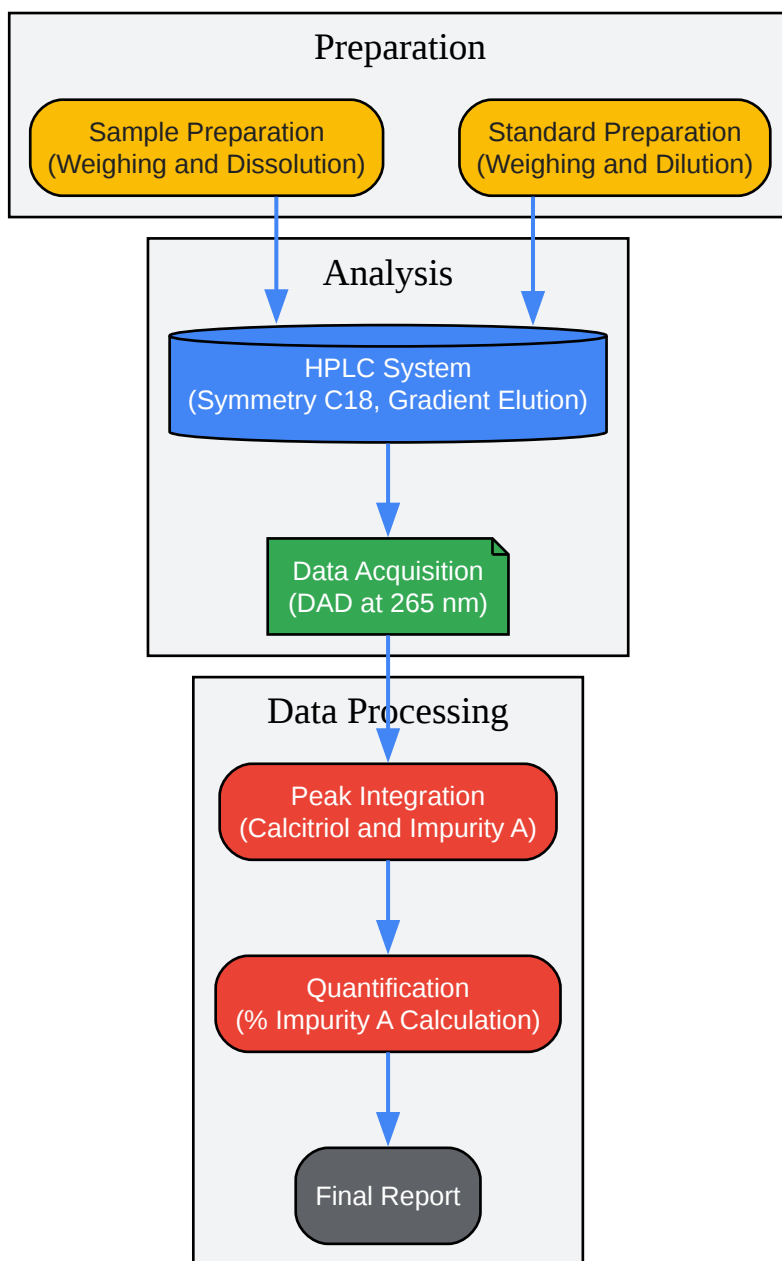 Preparation
Sample Preparation
(Weighing and Dissolution)
Standard Preparation
(Weighing and Dilution)
Analysis
HPLC System
(Symmetry C18, Gradient Elution)
Data Acquisition
(DAD at 265 nm)
Data Processing
Peak Integration
(Calcitriol and Impurity A)
Quantification
(% Impurity A Calculation)
Final Report